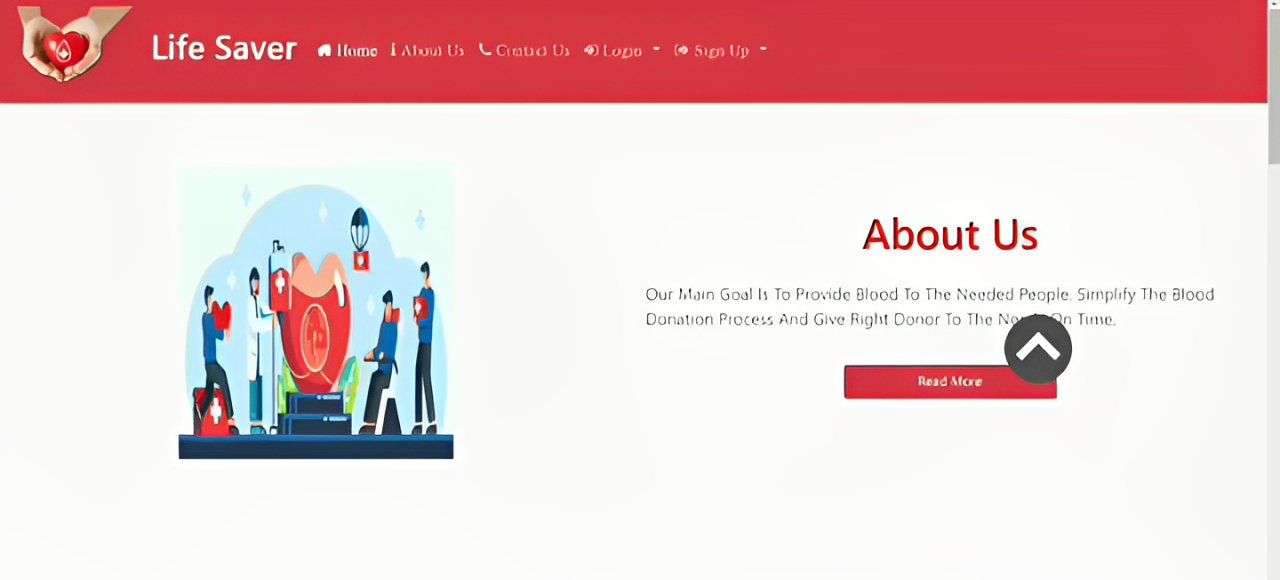 Life Saver Home About Us Contact Us Login Sign Up
About Us
Our Main Goal Is To Provide Blood To The Needed People. Simplify The Blood
Donation Process And Give Right Donor To The On Time.
Read More